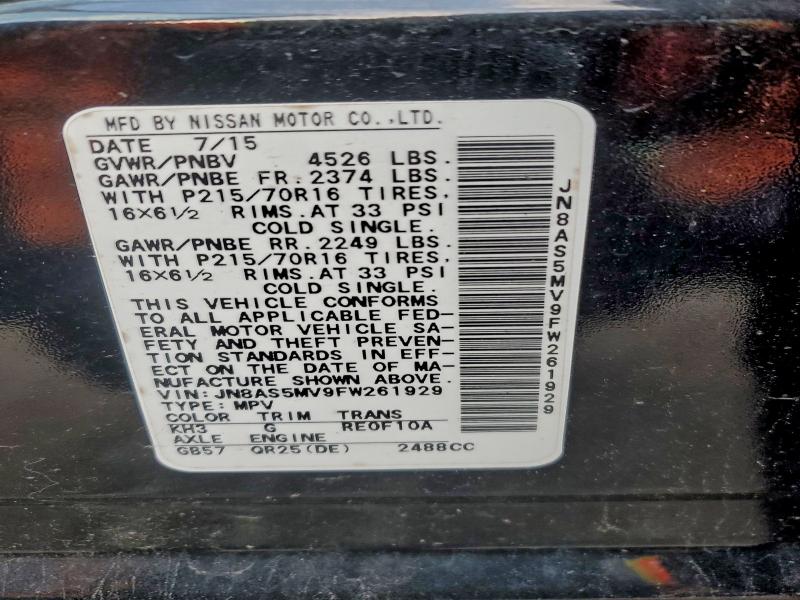 MFD BY NISSAN MOTOR CO.,LTD.
DATE 7/15
GVWR/PNBV 4526 LBS.
GAWR/PNBE FR. 2374 LBS.
WITH P215/70R16 TIRES,
16X6½ RIMS. AT 33 PSI
COLD SINGLE.
GAWR/PNBE RR. 2249 LBS.
WITH P215/70R16 TIRES,
16X6½ RIMS. AT 33 PSI
COLD SINGLE.
THIS VEHICLE CONFORMS
TO ALL APPLICABLE FED-
ERAL MOTOR VEHICLE SA-
FETY AND THEFT PREVEN-
TION STANDARDS IN EFF-
ECT ON THE DATE OF MA-
NUFACTURE SHOWN ABOVE.
VIN: JN8AS5MV9FW261929
TYPE: MPV
COLOR TRIM TRANS
KH3 G RE0F10A
AXLE ENGINE
GB57 QR25(DE) 2488CC
JN8AS5MV9FW261929